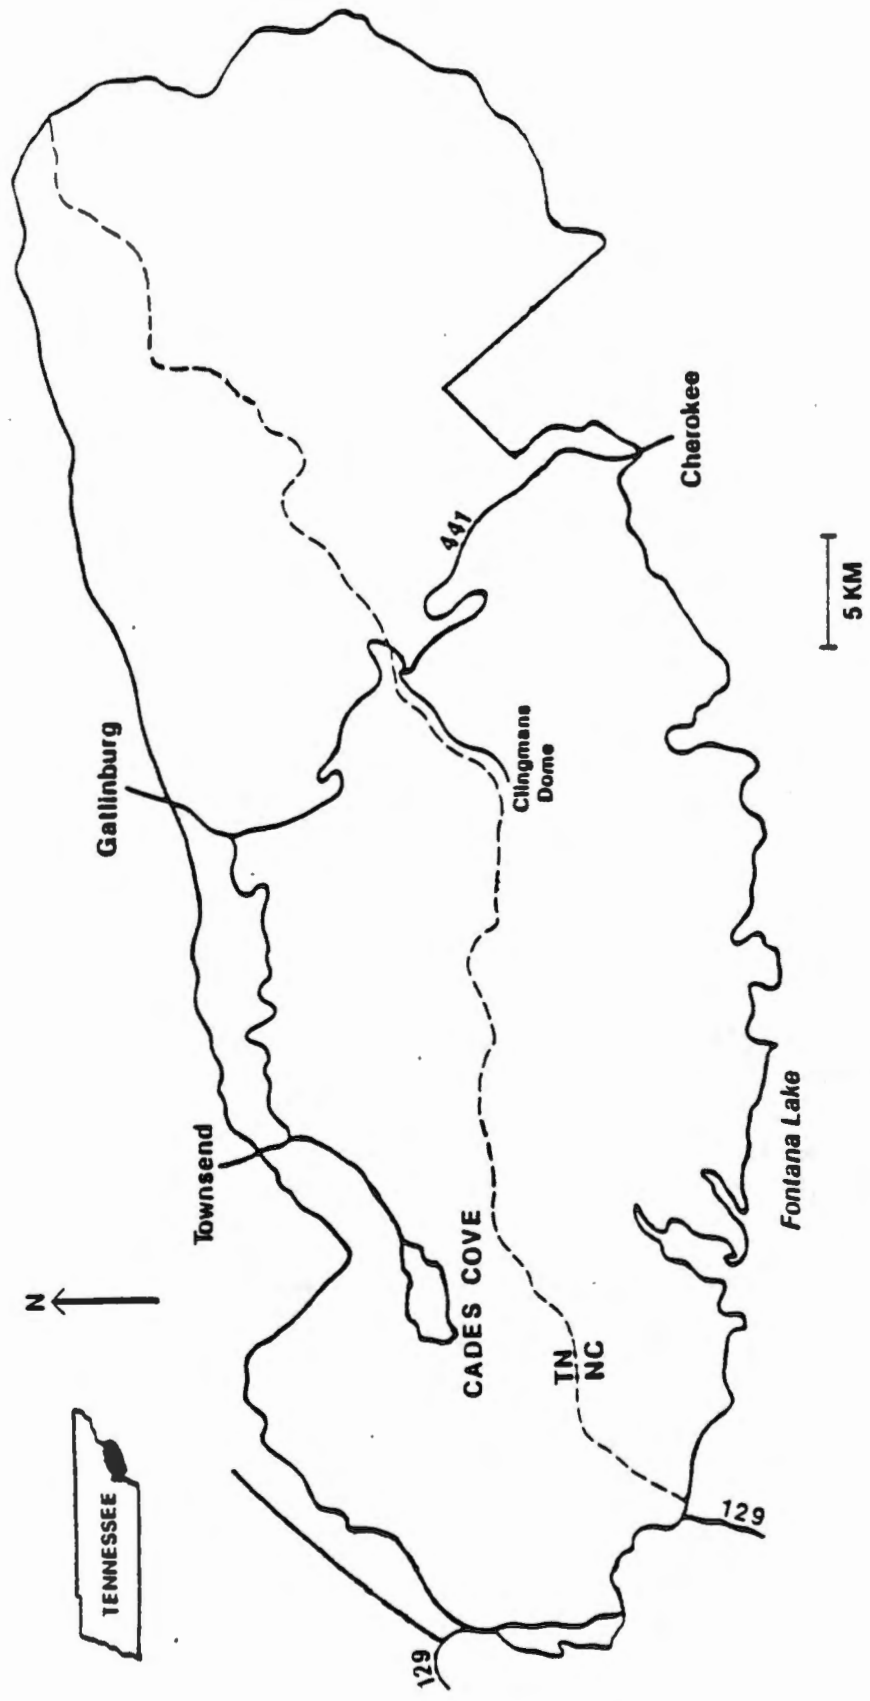 TENNESSEE
N
Townsend
Gatlinburg
CADES COVE
TN
NC
Clingmans
Dome
441
Cherokee
129
129
Fontana Lake
5 KM